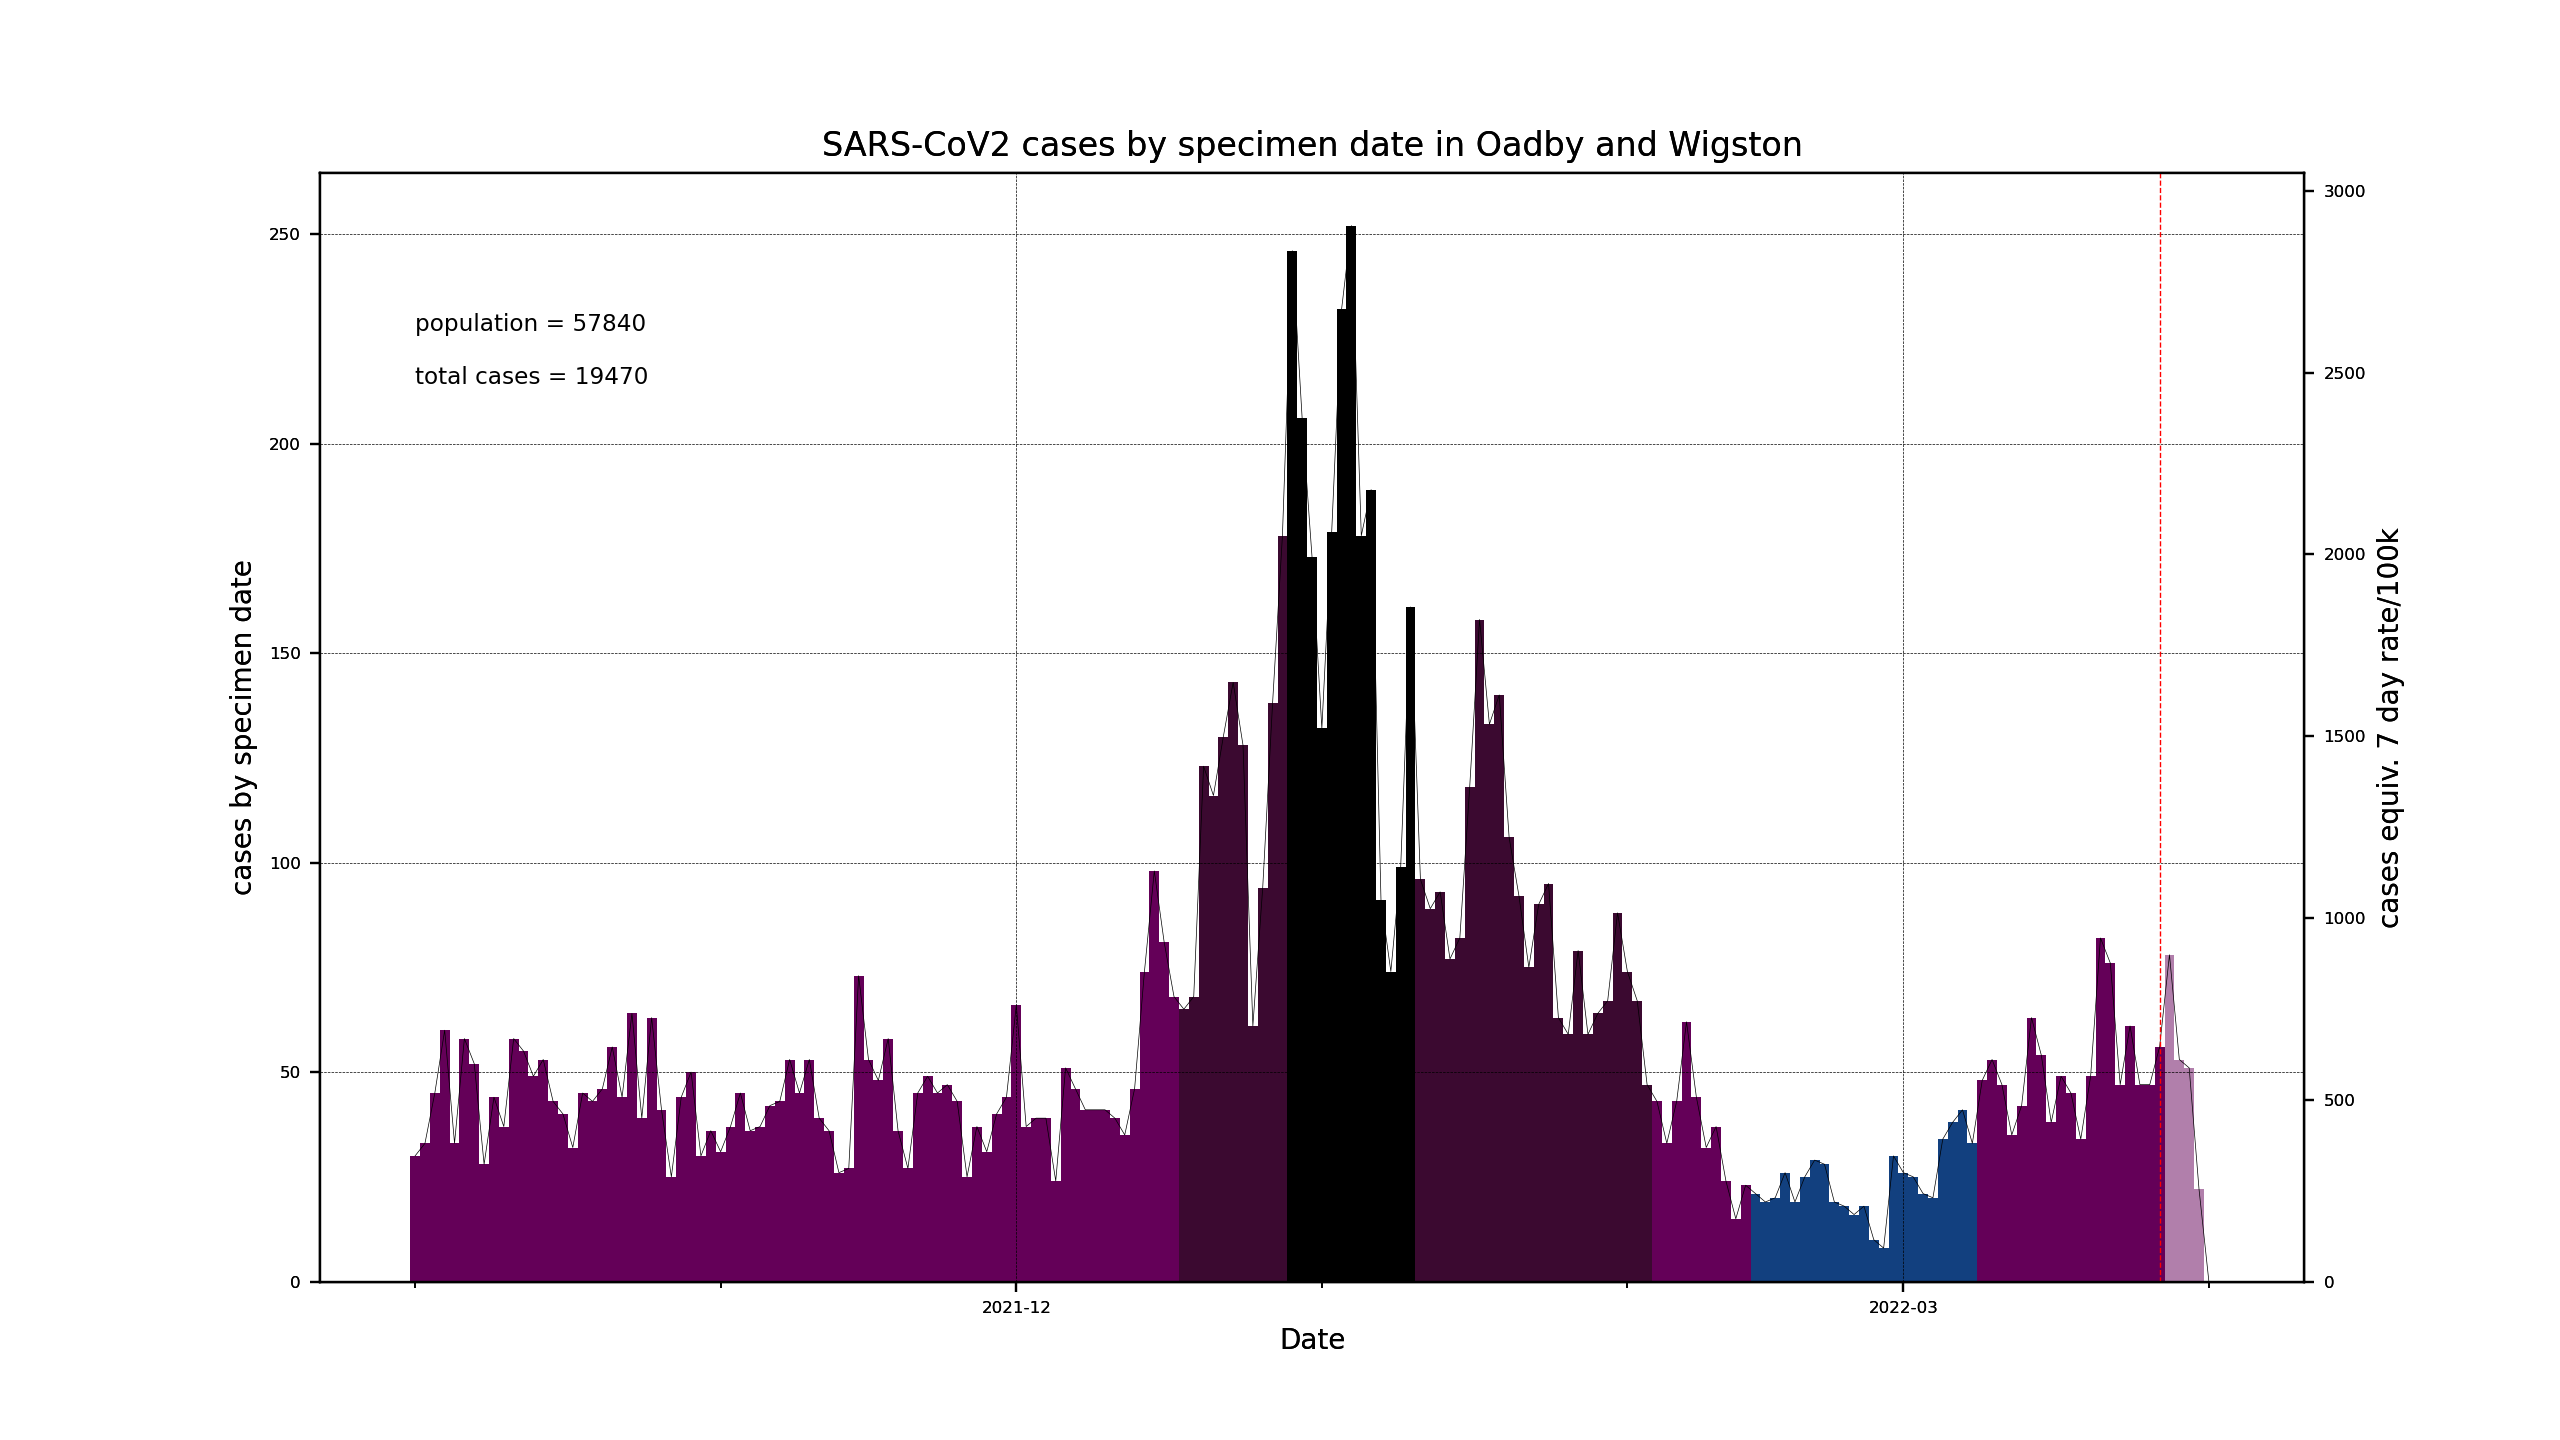 SARS-CoV2 cases by specimen date in Oadby and Wigston
population = 57840
total cases = 19470
cases by specimen date
250
200
150
100
50
0
3000
2500
2000
1500
1000
500
0
cases equiv. 7 day rate/100k
2021-12
2022-03
Date